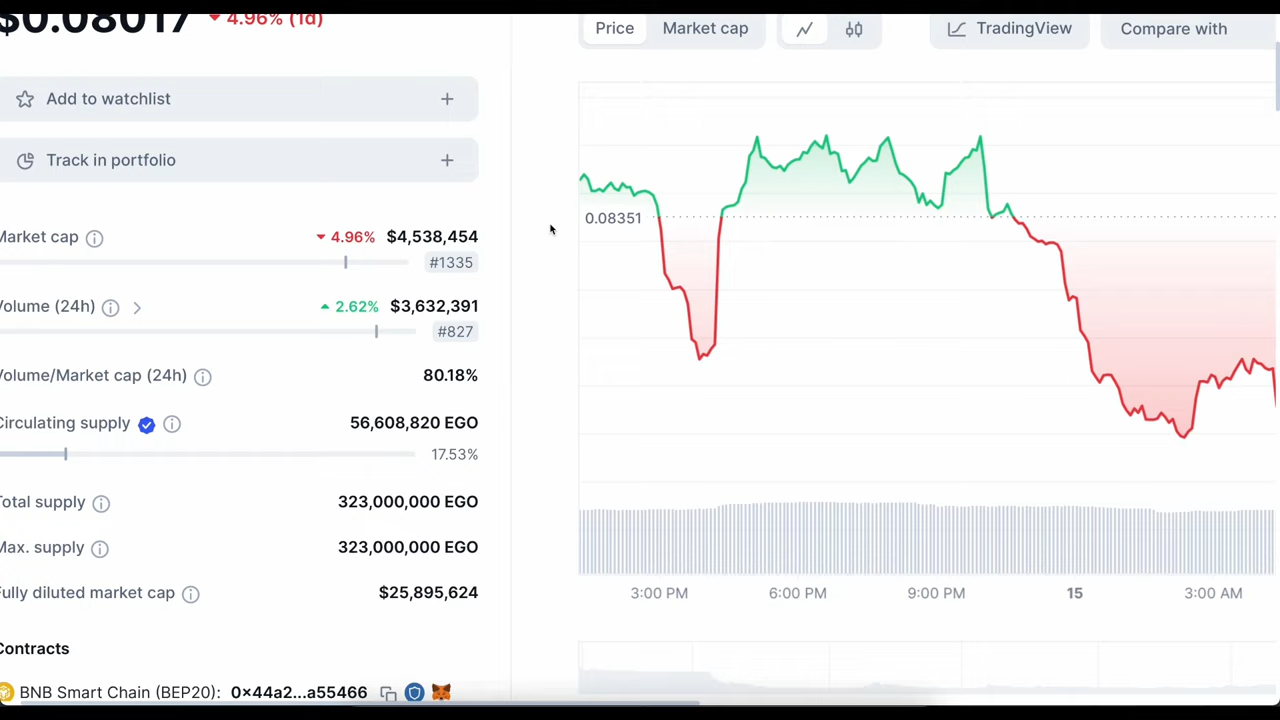 $0.08017 4.96% (1d)
Add to watchlist
Track in portfolio
Market cap 4.96% $4,538,454
#1335
Volume (24h) 2.62% $3,632,391
#827
Volume/Market cap (24h) 80.18%
Circulating supply 56,608,820 EGO
17.53%
Total supply 323,000,000 EGO
Max. supply 323,000,000 EGO
Fully diluted market cap $25,895,624
Contracts
BNB Smart Chain (BEP20): 0x44a2...a55466
Price Market cap TradingView Compare with
0.08351
3:00 PM 6:00 PM 9:00 PM 15 3:00 AM